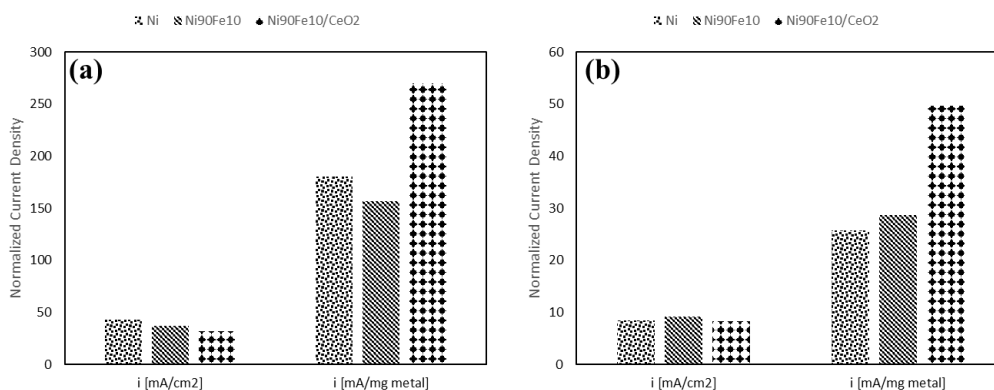 Ni Ni90Fe10 Ni90Fe10/CeO2
(a)
Normalized Current Density
300
250
200
150
100
50
0
i [mA/cm2] i [mA/mg metal]
Ni Ni90Fe10 Ni90Fe10/CeO2
(b)
Normalized Current Density
60
50
40
30
20
10
0
i [mA/cm2] i [mA/mg metal]